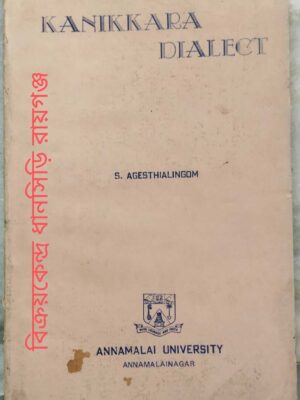 KANIKKARA
DIALECT
বিক্রয়কেন্দ্র ধানসিড়ি রায়গঞ্জ
S. AGESTHIALINGOM
ANNAMALAI UNIVERSITY
ANNAMALAINAGAR